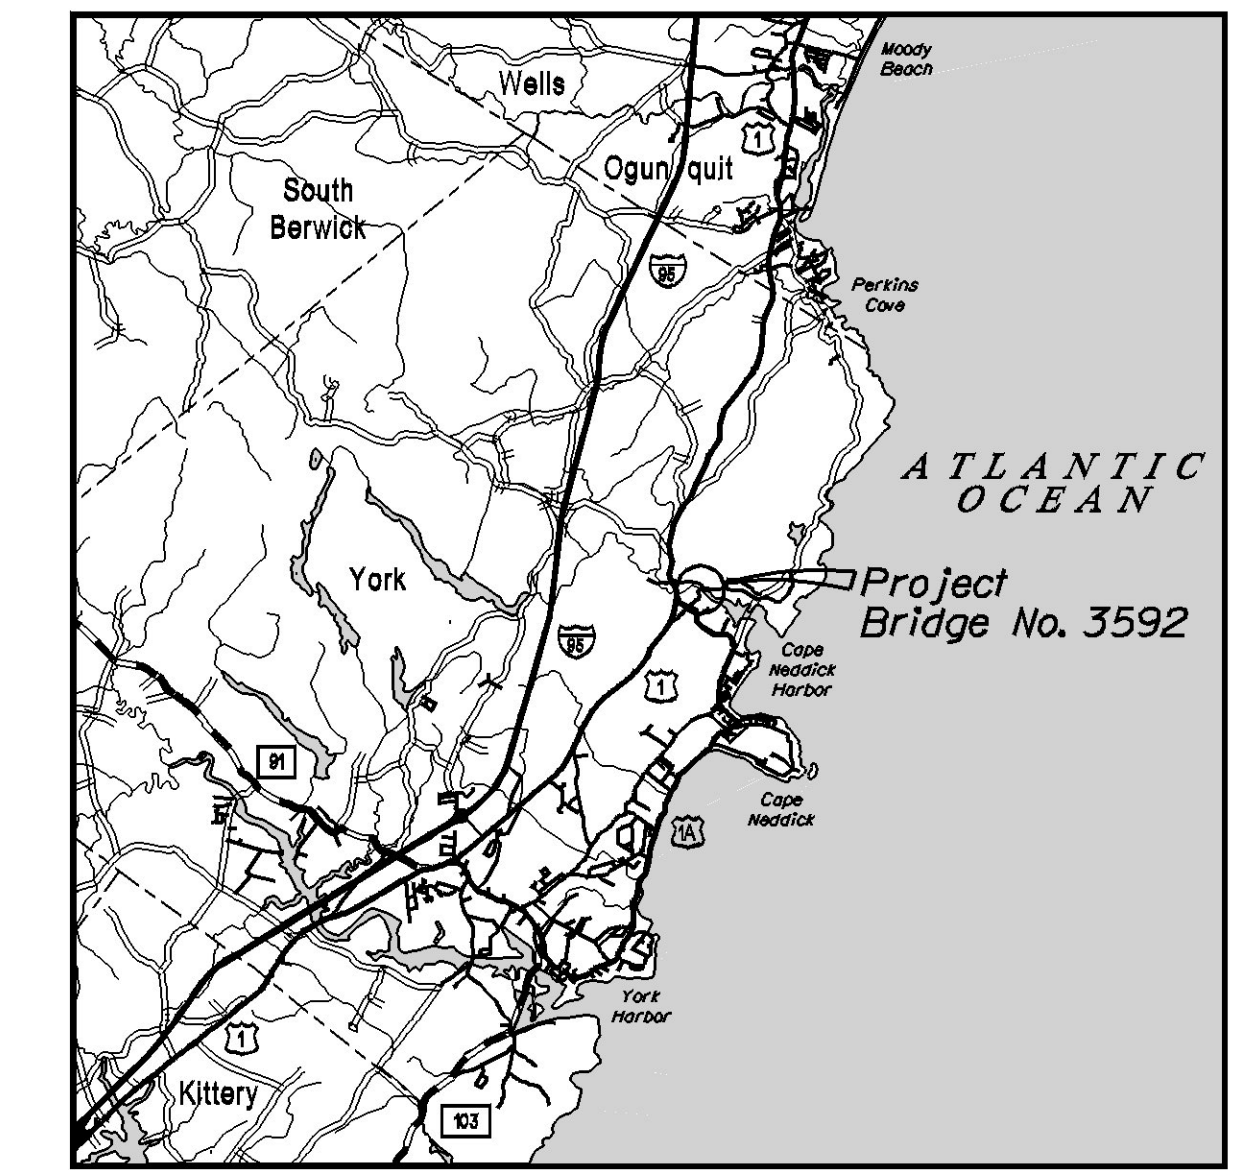 Moody
Beach
Wells
1
Ogunquit
South
Berwick
95
Perkins
Cove
ATLANTIC
OCEAN
York
Project
Bridge No. 3592
95
Cape
Neddick
Harbor
1
91
Cape
Neddick
1A
York
Harbor
1
Kittery
103